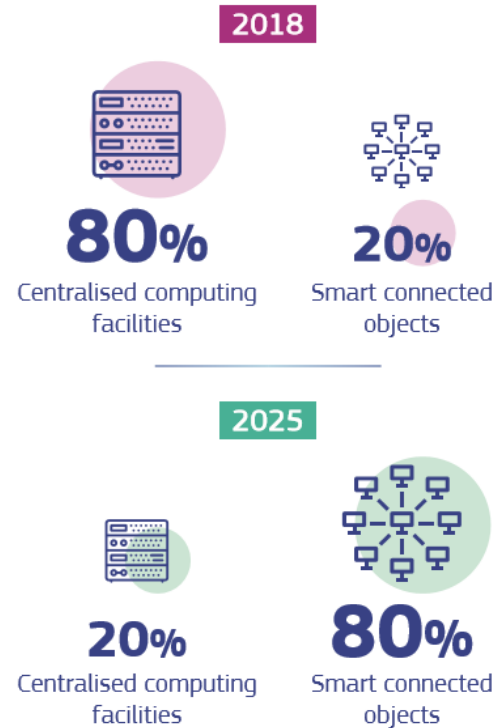 2018
80%
Centralised computing
facilities
20%
Smart connected
objects
2025
20%
Centralised computing
facilities
80%
Smart connected
objects